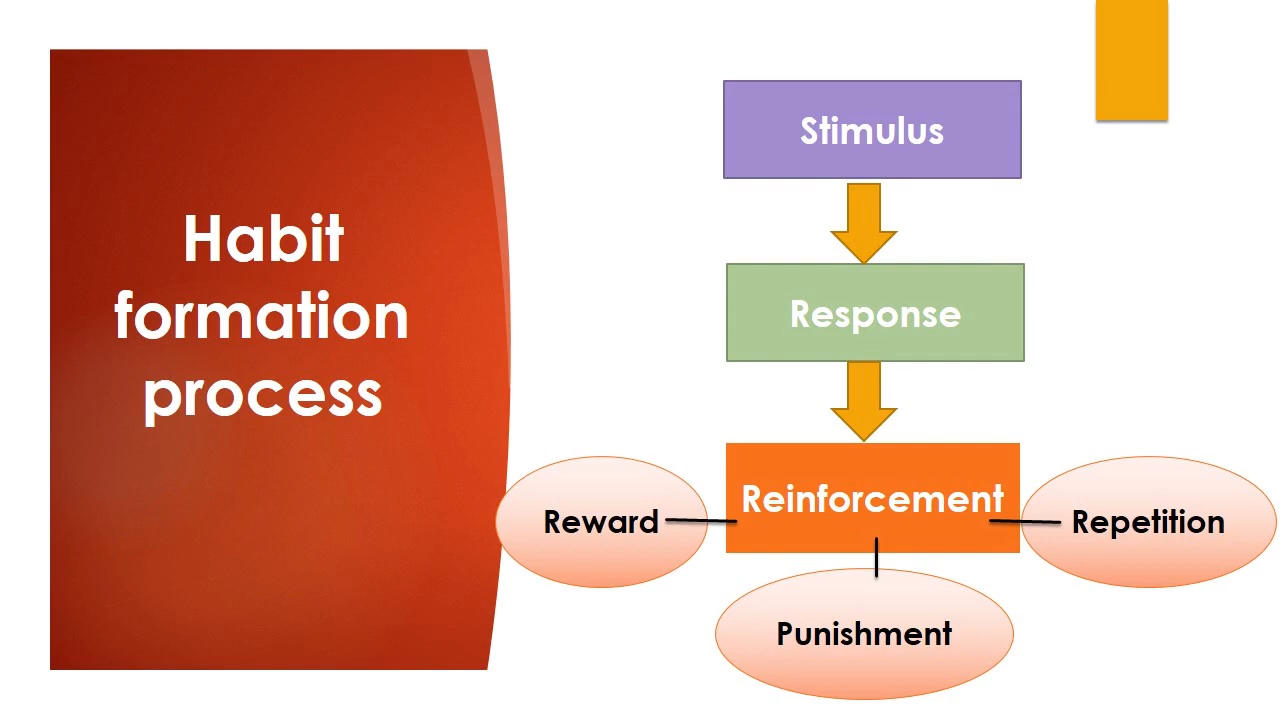 Habit
formation
process
Stimulus
Response
Reinforcement
Reward
Repetition
Punishment